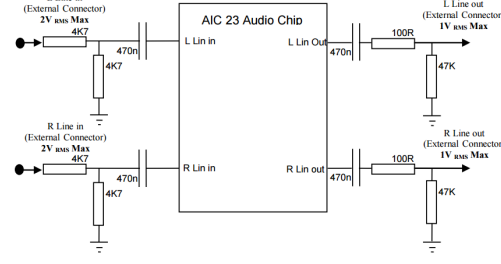 (External Connector)
2V RMS Max
4K7
470n
4K7
L Lin in
AIC 23 Audio Chip
L Lin Out
470n
100R
47K
L Line out
(External Connector
1V RMS Max
R Line in
(External Connector)
2V RMS Max
4K7
470n
4K7
R Lin in
R Lin out
470n
100R
47K
R Line out
(External Connector
1V RMS Max